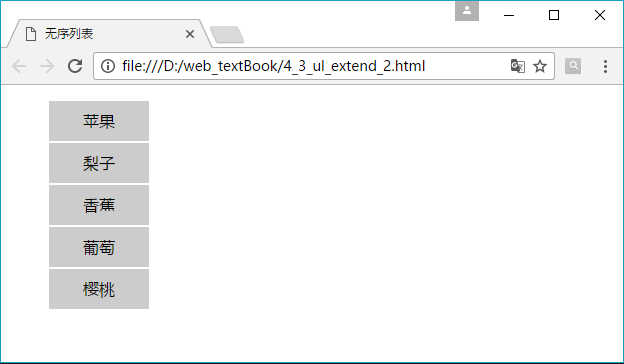 无序列表
file:///D:/web_textBook/4_3_ul_extend_2.html
苹果
梨子
香蕉
葡萄
樱桃